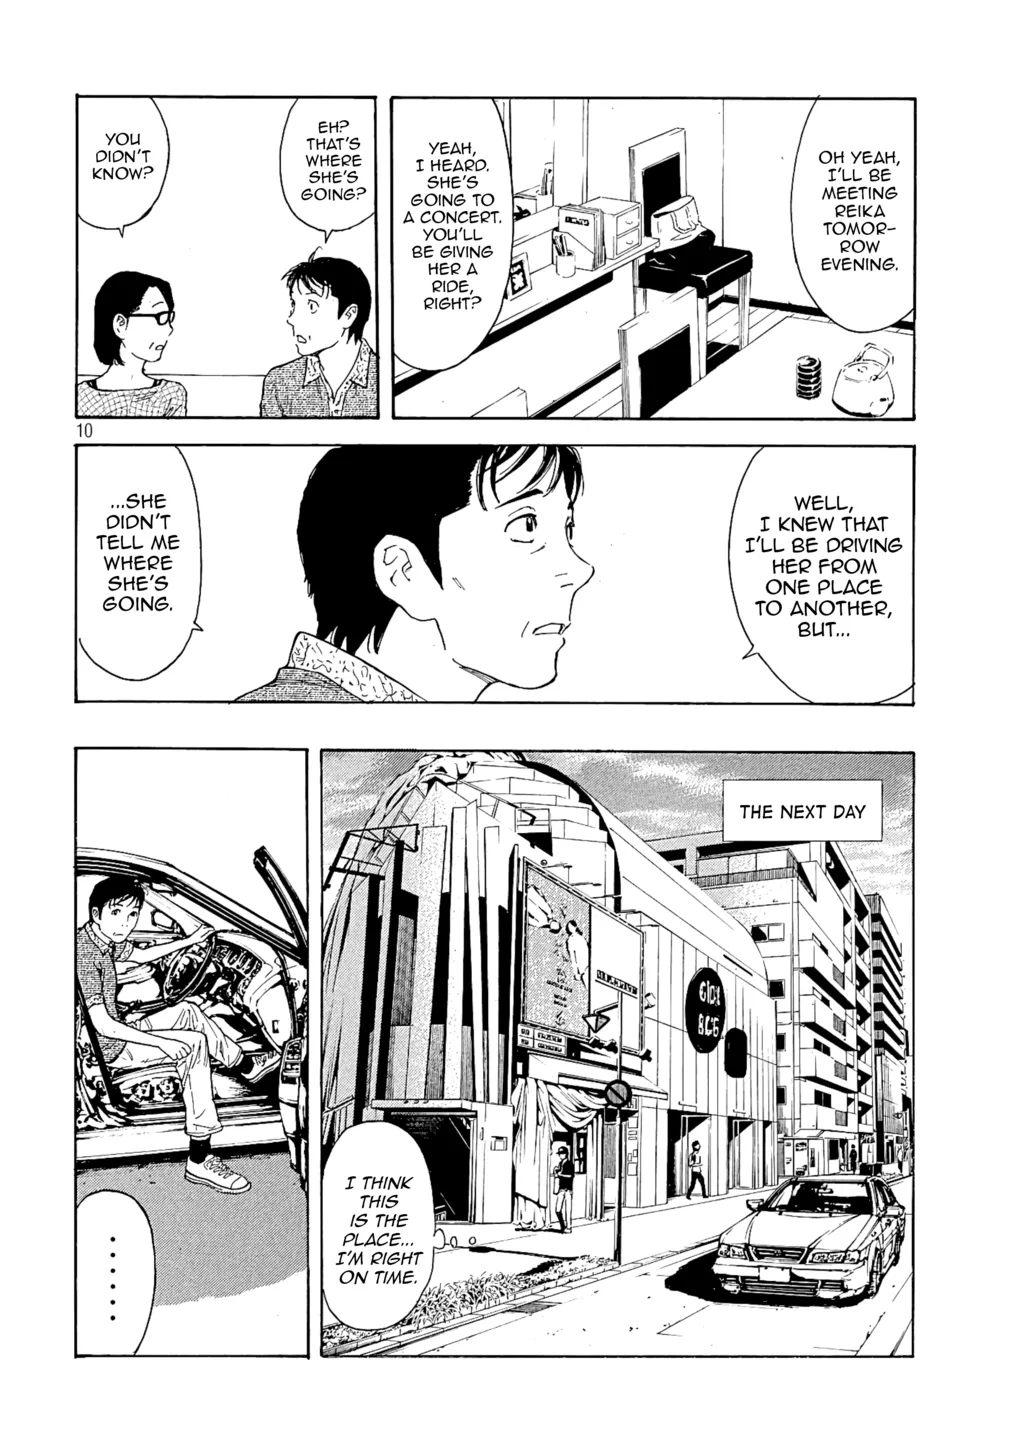 OH YEAH,
I'LL BE
MEETING
REIKA
TOMOR-
ROW
EVENING.
YEAH,
I HEARD.
SHE'S
GOING TO
A CONCERT.
YOU'LL
BE GIVING
HER A
RIDE,
RIGHT?
EH?
THAT'S
WHERE
SHE'S
GOING?
YOU
DIDN'T
KNOW?
10
WELL,
I KNEW THAT
I'LL BE DRIVING
HER FROM
ONE PLACE
TO ANOTHER,
BUT...
...SHE
DIDN'T
TELL ME
WHERE
SHE'S
GOING.
THE NEXT DAY
I THINK
THIS
IS THE
PLACE...
I'M RIGHT
ON TIME.
......